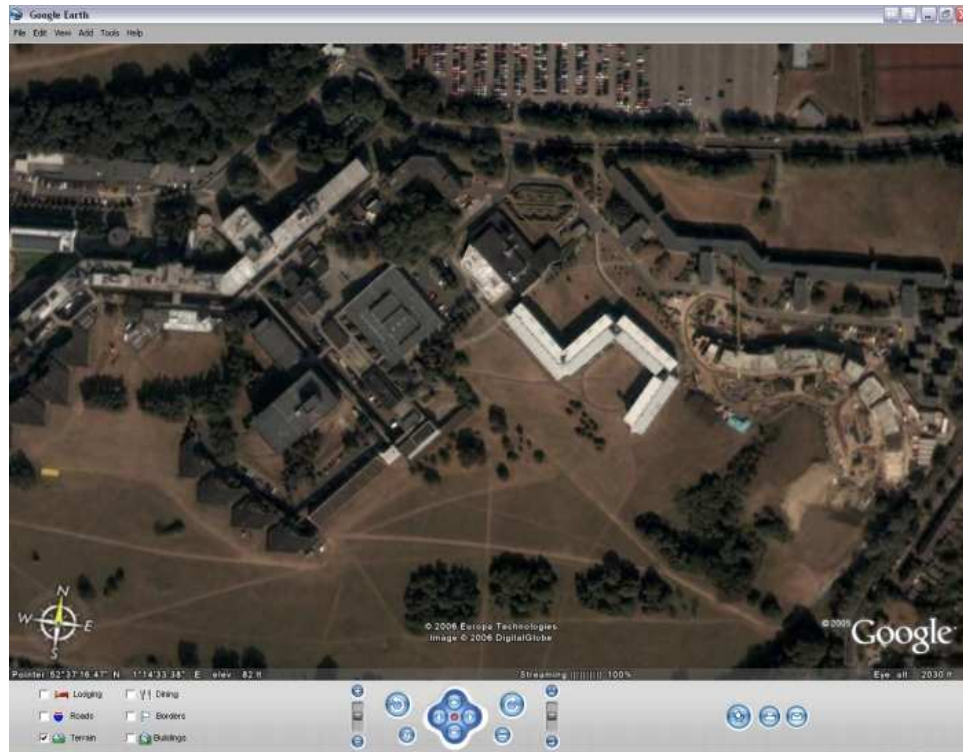 Google Earth
File Edit View Add Tools Help
N
W E
S
© 2006 Europa Technologies
Image © 2006 DigitalGlobe
©2005 Google
Pointer 52°37'16.47" N 1°14'33.38" E elev 82 ft Streaming |||||||||| 100% Eye alt 2030 ft
Lodging Dining
Roads Borders
Terrain Buildings